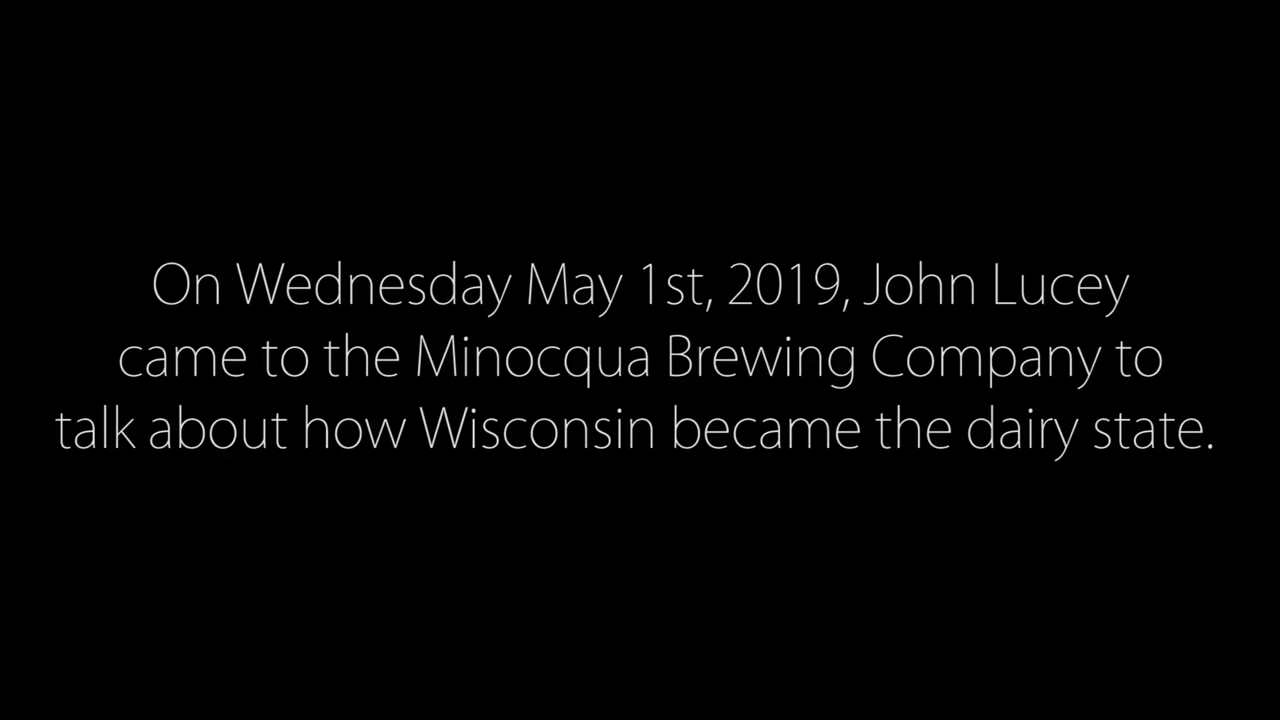 On Wednesday May 1st, 2019, John Lucey
came to the Minocqua Brewing Company to
talk about how Wisconsin became the dairy state.